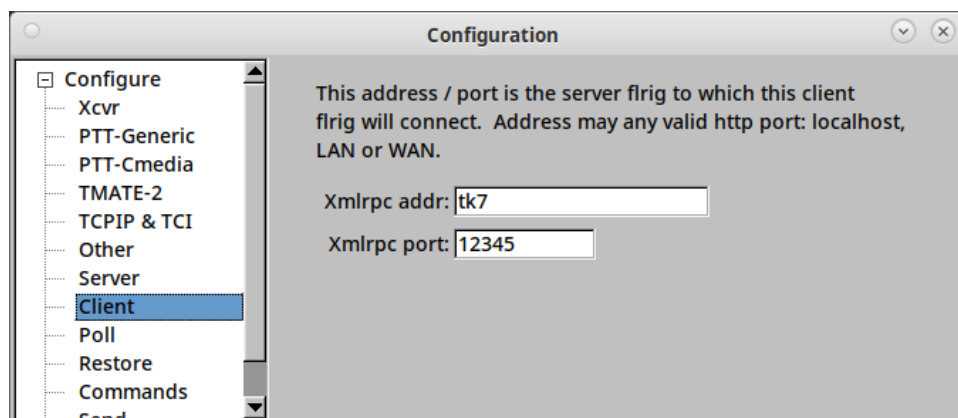 Configuration
Configure
Xcvr
PTT-Generic
PTT-Cmedia
TMATE-2
TCPIP & TCI
Other
Server
Client
Poll
Restore
Commands
Send
This address / port is the server flrig to which this client
flrig will connect.  Address may any valid http port: localhost,
LAN or WAN.
Xmlrpc addr: tk7
Xmlrpc port: 12345